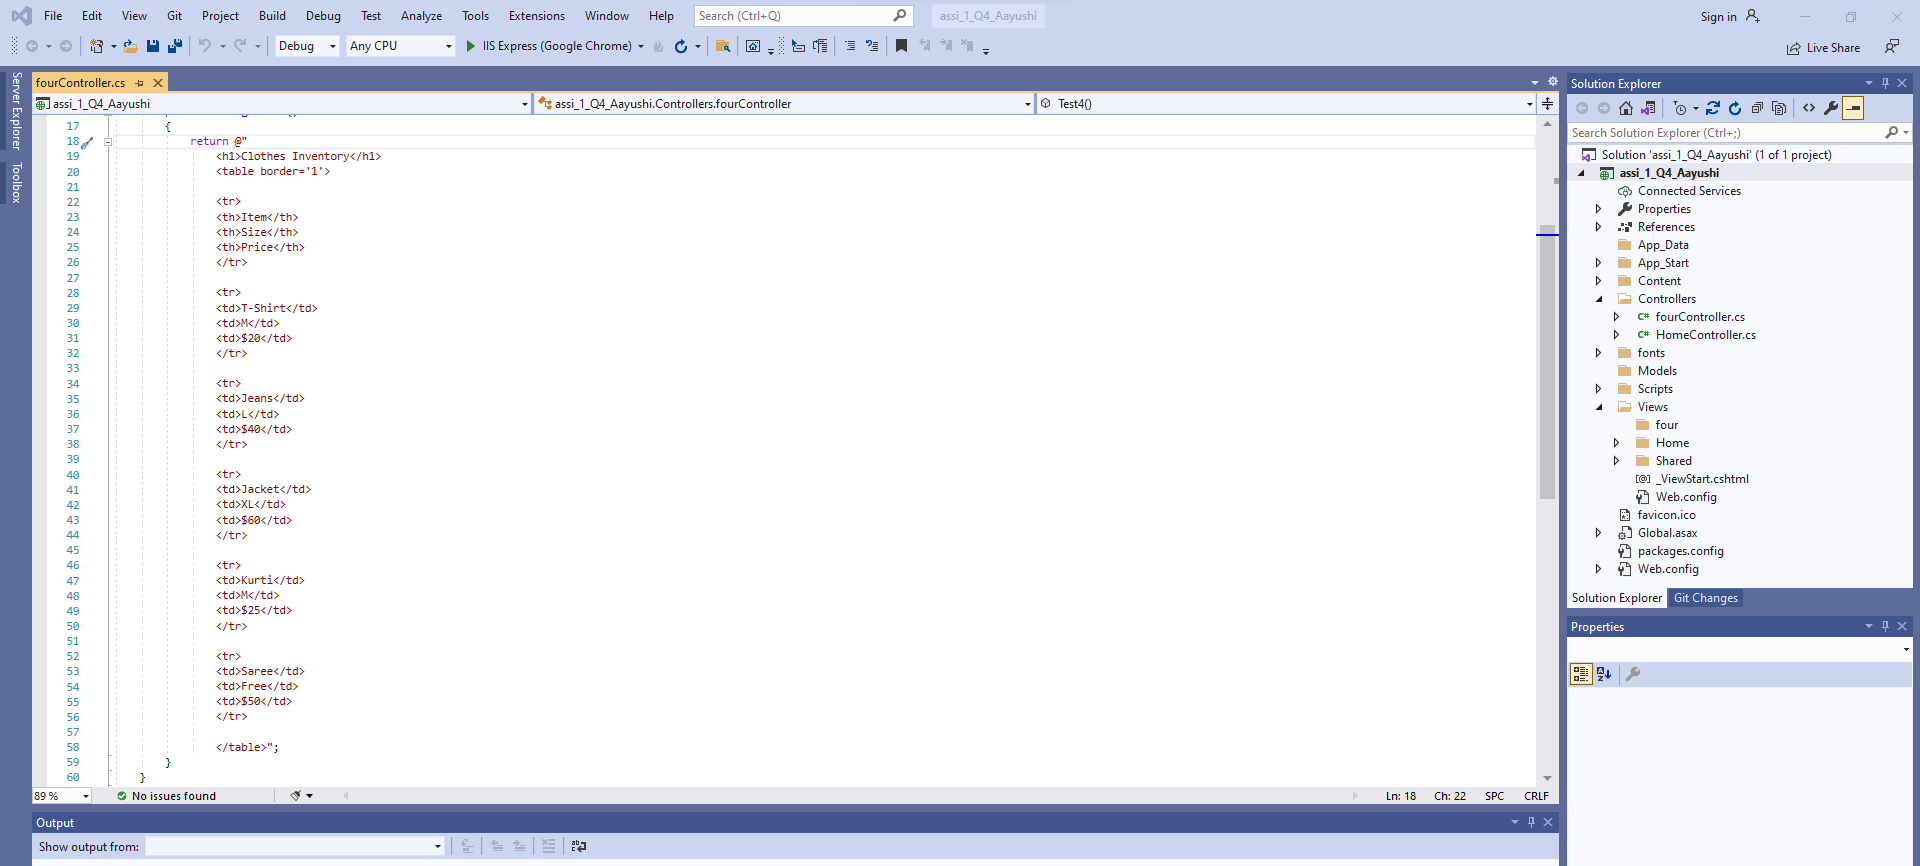 File Edit View Git Project Build Debug Test Analyze Tools Extensions Window Help Search (Ctrl+Q) assi_1_Q4_Aayushi Sign in
Debug Any CPU IIS Express (Google Chrome) Live Share
Server Explorer
Toolbox
fourController.cs
assi_1_Q4_Aayushi assi_1_Q4_Aayushi.Controllers.fourController Test4()
17 {
18 return @"
19 <h1>Clothes Inventory</h1>
20 <table border='1'>
21
22 <tr>
23 <th>Item</th>
24 <th>Size</th>
25 <th>Price</th>
26 </tr>
27
28 <tr>
29 <td>T-Shirt</td>
30 <td>M</td>
31 <td>$20</td>
32 </tr>
33
34 <tr>
35 <td>Jeans</td>
36 <td>L</td>
37 <td>$40</td>
38 </tr>
39
40 <tr>
41 <td>Jacket</td>
42 <td>XL</td>
43 <td>$60</td>
44 </tr>
45
46 <tr>
47 <td>Kurti</td>
48 <td>M</td>
49 <td>$25</td>
50 </tr>
51
52 <tr>
53 <td>Saree</td>
54 <td>Free</td>
55 <td>$50</td>
56 </tr>
57
58 </table>";
59 }
60 }
89 % No issues found Ln: 18 Ch: 22 SPC CRLF
Output
Show output from:
Solution Explorer
Search Solution Explorer (Ctrl+;)
Solution 'assi_1_Q4_Aayushi' (1 of 1 project)
assi_1_Q4_Aayushi
Connected Services
Properties
References
App_Data
App_Start
Content
Controllers
C# fourController.cs
C# HomeController.cs
fonts
Models
Scripts
Views
four
Home
Shared
_ViewStart.cshtml
Web.config
favicon.ico
Global.asax
packages.config
Web.config
Solution Explorer Git Changes
Properties